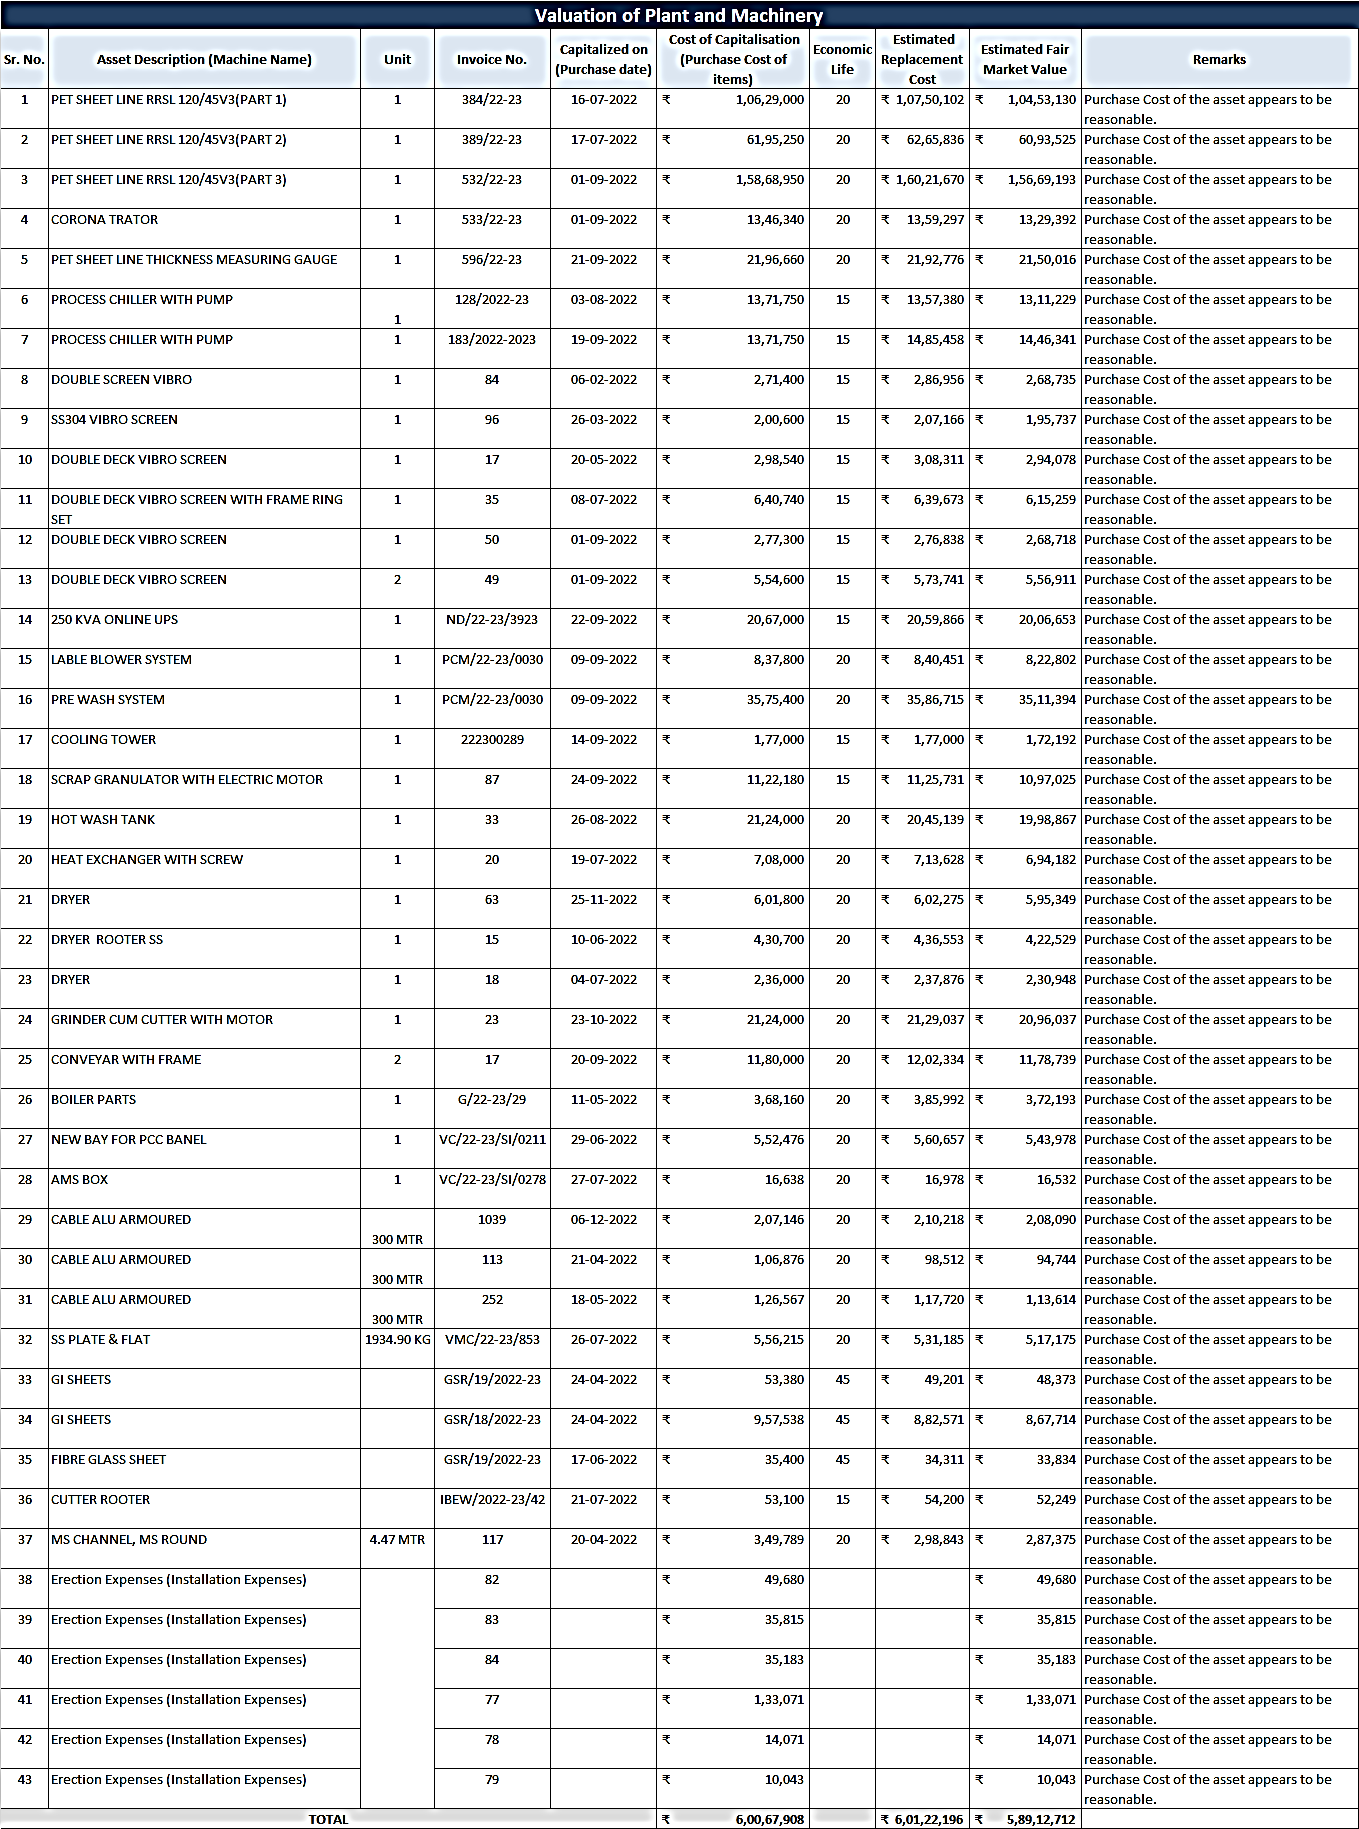 Valuation of Plant and Machinery
Sr. No. Asset Description (Machine Name) Unit Invoice No. Capitalized on (Purchase date) Cost of Capitalisation (Purchase Cost of items) Economic Life Estimated Replacement Cost Estimated Fair Market Value Remarks
1 PET SHEET LINE RRSL 120/45V3(PART 1) 1 384/22-23 16-07-2022 ₹ 1,06,29,000 20 ₹ 1,07,50,102 ₹ 1,04,53,130 Purchase Cost of the asset appears to be reasonable.
2 PET SHEET LINE RRSL 120/45V3(PART 2) 1 389/22-23 17-07-2022 ₹ 61,95,250 20 ₹ 62,65,836 ₹ 60,93,525 Purchase Cost of the asset appears to be reasonable.
3 PET SHEET LINE RRSL 120/45V3(PART 3) 1 532/22-23 01-09-2022 ₹ 1,58,68,950 20 ₹ 1,60,21,670 ₹ 1,56,69,193 Purchase Cost of the asset appears to be reasonable.
4 CORONA TRATOR 1 533/22-23 01-09-2022 ₹ 13,46,340 20 ₹ 13,59,297 ₹ 13,29,392 Purchase Cost of the asset appears to be reasonable.
5 PET SHEET LINE THICKNESS MEASURING GAUGE 1 596/22-23 21-09-2022 ₹ 21,96,660 20 ₹ 21,92,776 ₹ 21,50,016 Purchase Cost of the asset appears to be reasonable.
6 PROCESS CHILLER WITH PUMP 1 128/2022-23 03-08-2022 ₹ 13,71,750 15 ₹ 13,57,380 ₹ 13,11,229 Purchase Cost of the asset appears to be reasonable.
7 PROCESS CHILLER WITH PUMP 1 183/2022-2023 19-09-2022 ₹ 13,71,750 15 ₹ 14,85,458 ₹ 14,46,341 Purchase Cost of the asset appears to be reasonable.
8 DOUBLE SCREEN VIBRO 1 84 06-02-2022 ₹ 2,71,400 15 ₹ 2,86,956 ₹ 2,68,735 Purchase Cost of the asset appears to be reasonable.
9 SS304 VIBRO SCREEN 1 96 26-03-2022 ₹ 2,00,600 15 ₹ 2,07,166 ₹ 1,95,737 Purchase Cost of the asset appears to be reasonable.
10 DOUBLE DECK VIBRO SCREEN 1 17 20-05-2022 ₹ 2,98,540 15 ₹ 3,08,311 ₹ 2,94,078 Purchase Cost of the asset appears to be reasonable.
11 DOUBLE DECK VIBRO SCREEN WITH FRAME RING SET 1 35 08-07-2022 ₹ 6,40,740 15 ₹ 6,39,673 ₹ 6,15,259 Purchase Cost of the asset appears to be reasonable.
12 DOUBLE DECK VIBRO SCREEN 1 50 01-09-2022 ₹ 2,77,300 15 ₹ 2,76,838 ₹ 2,68,718 Purchase Cost of the asset appears to be reasonable.
13 DOUBLE DECK VIBRO SCREEN 2 49 01-09-2022 ₹ 5,54,600 15 ₹ 5,73,741 ₹ 5,56,911 Purchase Cost of the asset appears to be reasonable.
14 250 KVA ONLINE UPS 1 ND/22-23/3923 22-09-2022 ₹ 20,67,000 15 ₹ 20,59,866 ₹ 20,06,653 Purchase Cost of the asset appears to be reasonable.
15 LABLE BLOWER SYSTEM 1 PCM/22-23/0030 09-09-2022 ₹ 8,37,800 20 ₹ 8,40,451 ₹ 8,22,802 Purchase Cost of the asset appears to be reasonable.
16 PRE WASH SYSTEM 1 PCM/22-23/0030 09-09-2022 ₹ 35,75,400 20 ₹ 35,86,715 ₹ 35,11,394 Purchase Cost of the asset appears to be reasonable.
17 COOLING TOWER 1 222300289 14-09-2022 ₹ 1,77,000 15 ₹ 1,77,000 ₹ 1,72,192 Purchase Cost of the asset appears to be reasonable.
18 SCRAP GRANULATOR WITH ELECTRIC MOTOR 1 87 24-09-2022 ₹ 11,22,180 15 ₹ 11,25,731 ₹ 10,97,025 Purchase Cost of the asset appears to be reasonable.
19 HOT WASH TANK 1 33 26-08-2022 ₹ 21,24,000 20 ₹ 20,45,139 ₹ 19,98,867 Purchase Cost of the asset appears to be reasonable.
20 HEAT EXCHANGER WITH SCREW 1 20 19-07-2022 ₹ 7,08,000 20 ₹ 7,13,628 ₹ 6,94,182 Purchase Cost of the asset appears to be reasonable.
21 DRYER 1 63 25-11-2022 ₹ 6,01,800 20 ₹ 6,02,275 ₹ 5,95,349 Purchase Cost of the asset appears to be reasonable.
22 DRYER ROOTER SS 1 15 10-06-2022 ₹ 4,30,700 20 ₹ 4,36,553 ₹ 4,22,529 Purchase Cost of the asset appears to be reasonable.
23 DRYER 1 18 04-07-2022 ₹ 2,36,000 20 ₹ 2,37,876 ₹ 2,30,948 Purchase Cost of the asset appears to be reasonable.
24 GRINDER CUM CUTTER WITH MOTOR 1 23 23-10-2022 ₹ 21,24,000 20 ₹ 21,29,037 ₹ 20,96,037 Purchase Cost of the asset appears to be reasonable.
25 CONVEYAR WITH FRAME 2 17 20-09-2022 ₹ 11,80,000 20 ₹ 12,02,334 ₹ 11,78,739 Purchase Cost of the asset appears to be reasonable.
26 BOILER PARTS 1 G/22-23/29 11-05-2022 ₹ 3,68,160 20 ₹ 3,85,992 ₹ 3,72,193 Purchase Cost of the asset appears to be reasonable.
27 NEW BAY FOR PCC BANEL 1 VC/22-23/SI/0211 29-06-2022 ₹ 5,52,476 20 ₹ 5,60,657 ₹ 5,43,978 Purchase Cost of the asset appears to be reasonable.
28 AMS BOX 1 VC/22-23/SI/0278 27-07-2022 ₹ 16,638 20 ₹ 16,978 ₹ 16,532 Purchase Cost of the asset appears to be reasonable.
29 CABLE ALU ARMOURED 300 MTR 1039 06-12-2022 ₹ 2,07,146 20 ₹ 2,10,218 ₹ 2,08,090 Purchase Cost of the asset appears to be reasonable.
30 CABLE ALU ARMOURED 300 MTR 113 21-04-2022 ₹ 1,06,876 20 ₹ 98,512 ₹ 94,744 Purchase Cost of the asset appears to be reasonable.
31 CABLE ALU ARMOURED 300 MTR 252 18-05-2022 ₹ 1,26,567 20 ₹ 1,17,720 ₹ 1,13,614 Purchase Cost of the asset appears to be reasonable.
32 SS PLATE & FLAT 1934.90 KG VMC/22-23/853 26-07-2022 ₹ 5,56,215 20 ₹ 5,31,185 ₹ 5,17,175 Purchase Cost of the asset appears to be reasonable.
33 GI SHEETS GSR/19/2022-23 24-04-2022 ₹ 53,380 45 ₹ 49,201 ₹ 48,373 Purchase Cost of the asset appears to be reasonable.
34 GI SHEETS GSR/18/2022-23 24-04-2022 ₹ 9,57,538 45 ₹ 8,82,571 ₹ 8,67,714 Purchase Cost of the asset appears to be reasonable.
35 FIBRE GLASS SHEET GSR/19/2022-23 17-06-2022 ₹ 35,400 45 ₹ 34,311 ₹ 33,834 Purchase Cost of the asset appears to be reasonable.
36 CUTTER ROOTER IBEW/2022-23/42 21-07-2022 ₹ 53,100 15 ₹ 54,200 ₹ 52,249 Purchase Cost of the asset appears to be reasonable.
37 MS CHANNEL, MS ROUND 4.47 MTR 117 20-04-2022 ₹ 3,49,789 20 ₹ 2,98,843 ₹ 2,87,375 Purchase Cost of the asset appears to be reasonable.
38 Erection Expenses (Installation Expenses) 82 ₹ 49,680 ₹ 49,680 Purchase Cost of the asset appears to be reasonable.
39 Erection Expenses (Installation Expenses) 83 ₹ 35,815 ₹ 35,815 Purchase Cost of the asset appears to be reasonable.
40 Erection Expenses (Installation Expenses) 84 ₹ 35,183 ₹ 35,183 Purchase Cost of the asset appears to be reasonable.
41 Erection Expenses (Installation Expenses) 77 ₹ 1,33,071 ₹ 1,33,071 Purchase Cost of the asset appears to be reasonable.
42 Erection Expenses (Installation Expenses) 78 ₹ 14,071 ₹ 14,071 Purchase Cost of the asset appears to be reasonable.
43 Erection Expenses (Installation Expenses) 79 ₹ 10,043 ₹ 10,043 Purchase Cost of the asset appears to be reasonable.
TOTAL ₹ 6,00,67,908 ₹ 6,01,22,196 ₹ 5,89,12,712